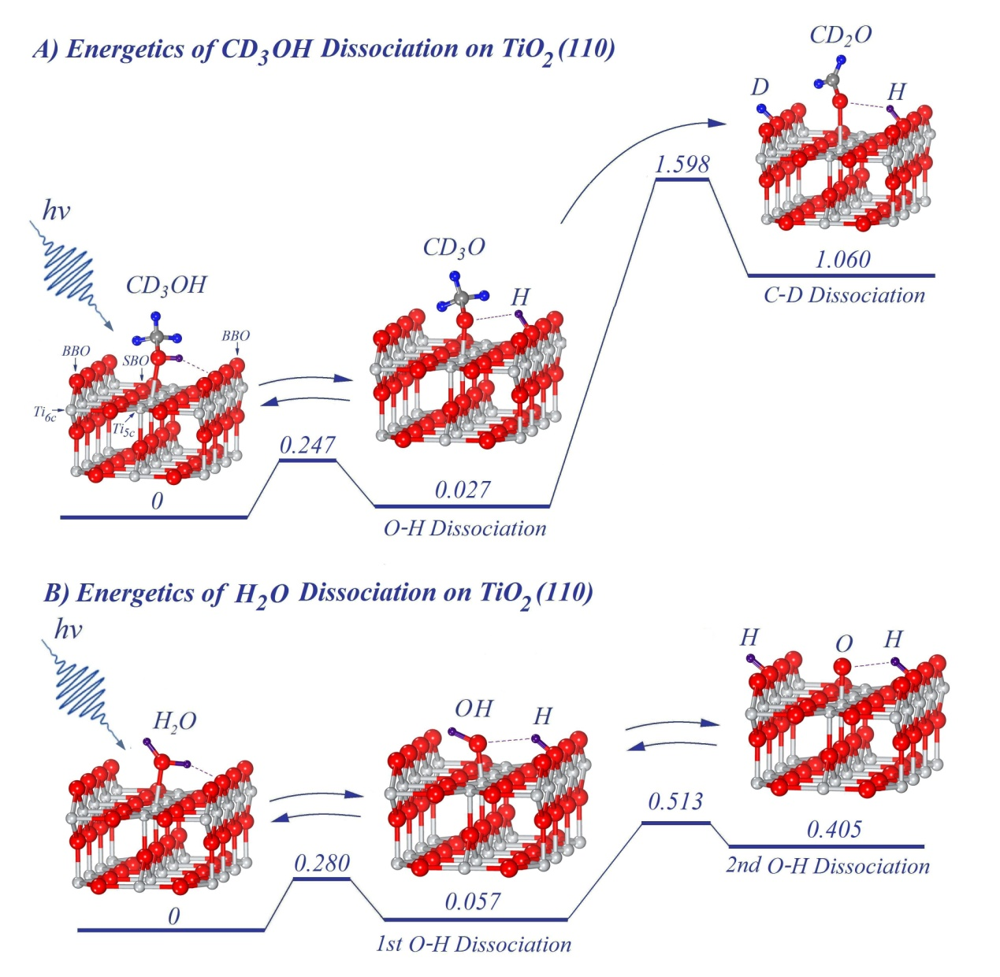 A) Energetics of CD3OH Dissociation on TiO2(110)
CD2O
D
H
1.598
hν
CD3O
1.060
CD3OH
H
C-D Dissociation
BBO
BBO
SBO
Ti6c
Ti5c
0.247
0
0.027
O-H Dissociation
B) Energetics of H2O Dissociation on TiO2(110)
hν
H
O
H
H2O
OH
H
0.513
0.405
0.280
2nd O-H Dissociation
0
0.057
1st O-H Dissociation